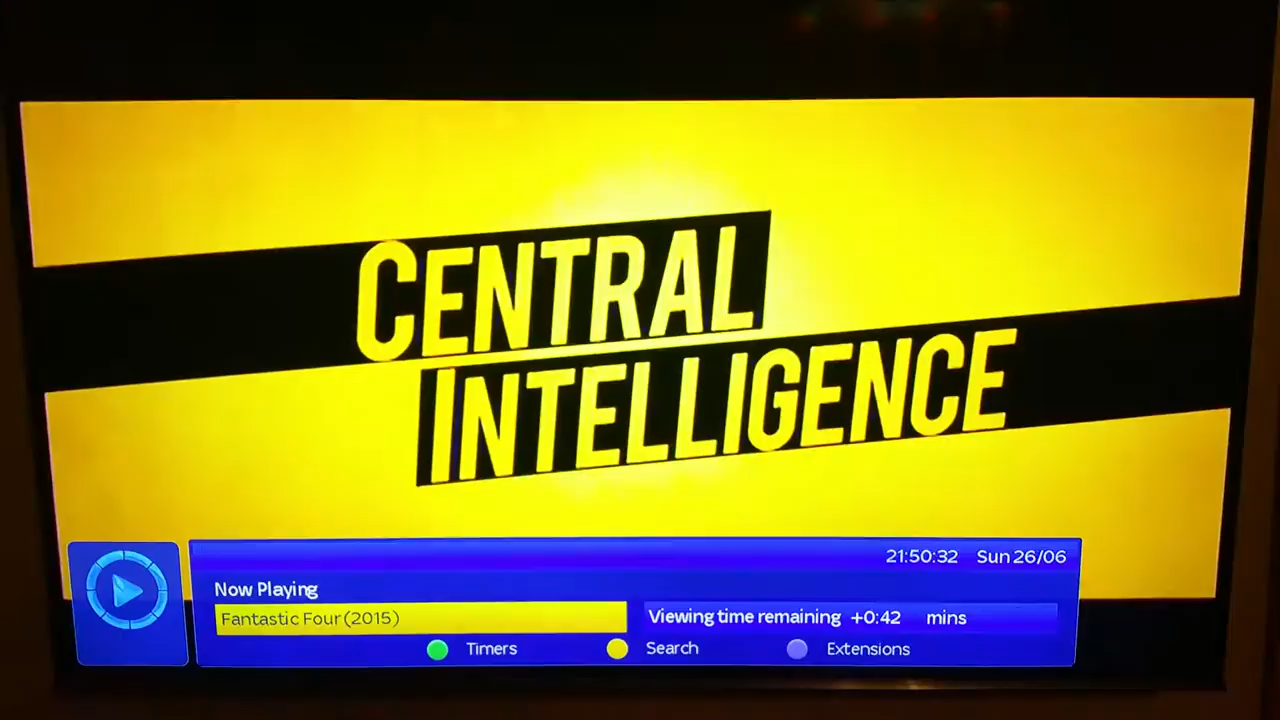 CENTRAL
INTELLIGENCE
21:50:32 Sun 26/06
Now Playing
Fantastic Four (2015)
Viewing time remaining +0:42 mins
Timers Search Extensions